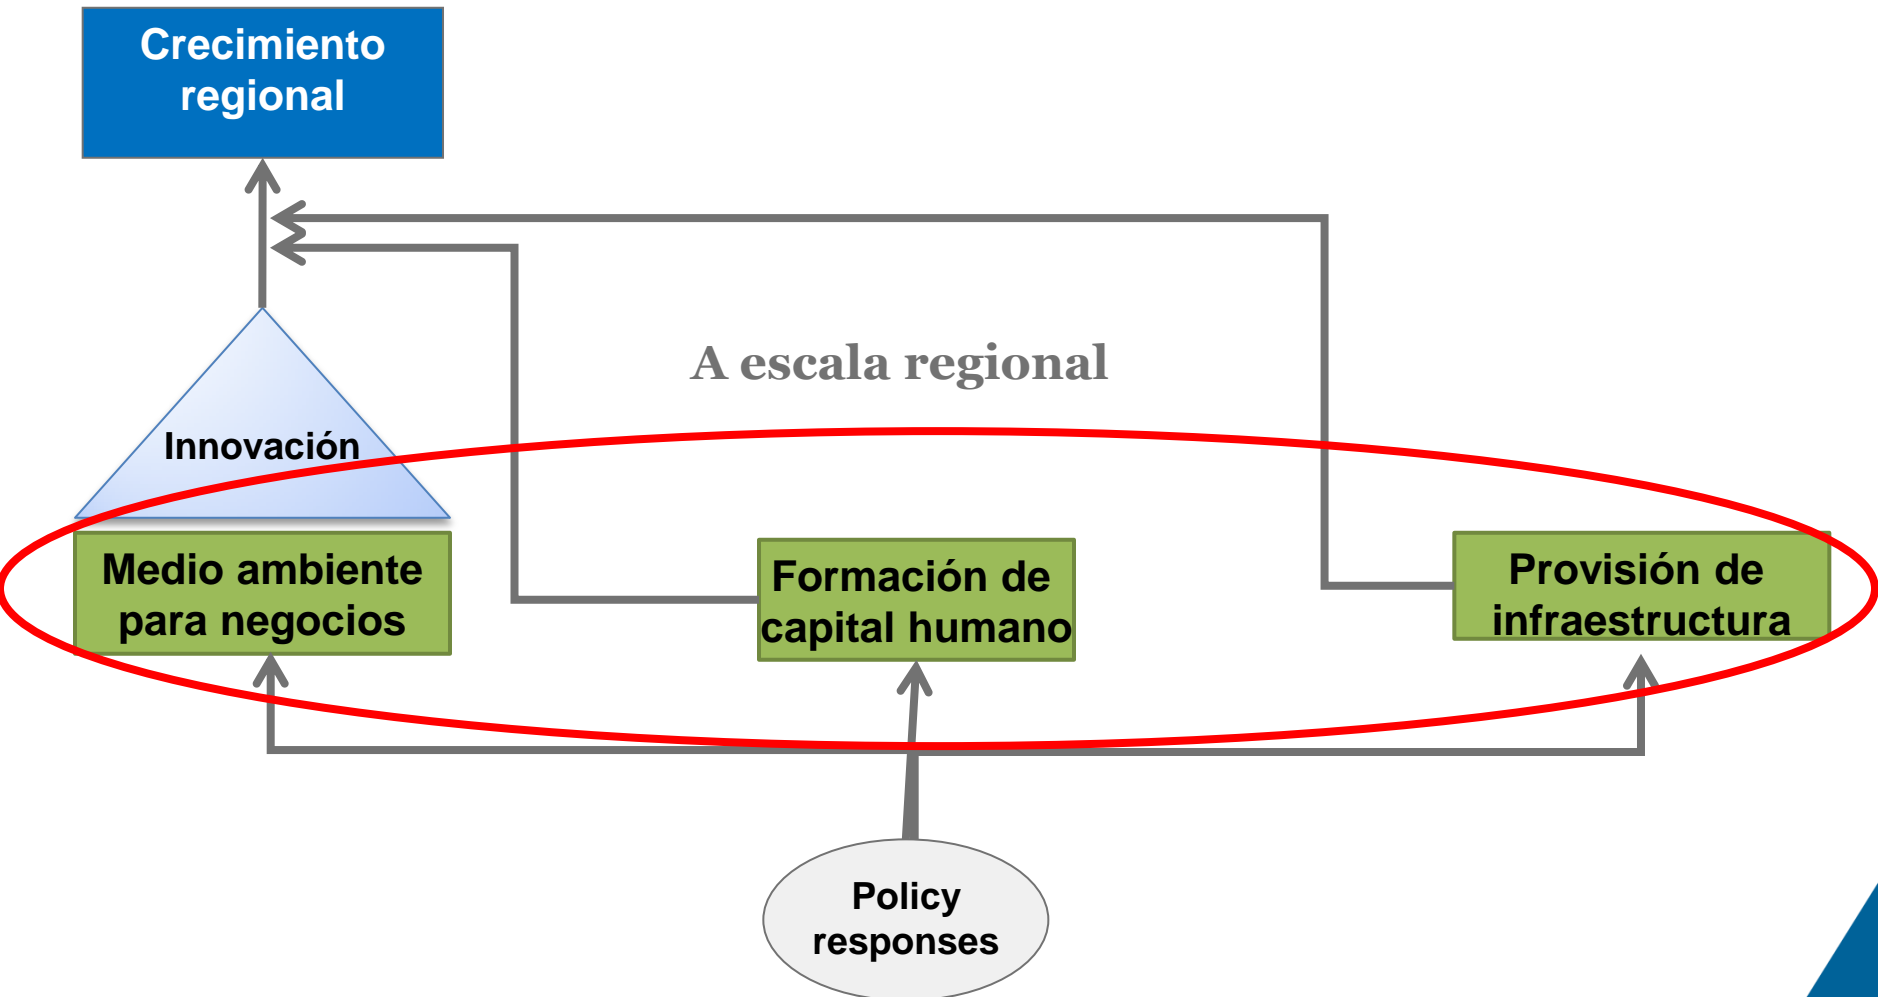 Crecimiento
regional
A escala regional
Innovación
Medio ambiente
para negocios
Formación de
capital humano
Provisión de
infraestructura
Policy
responses